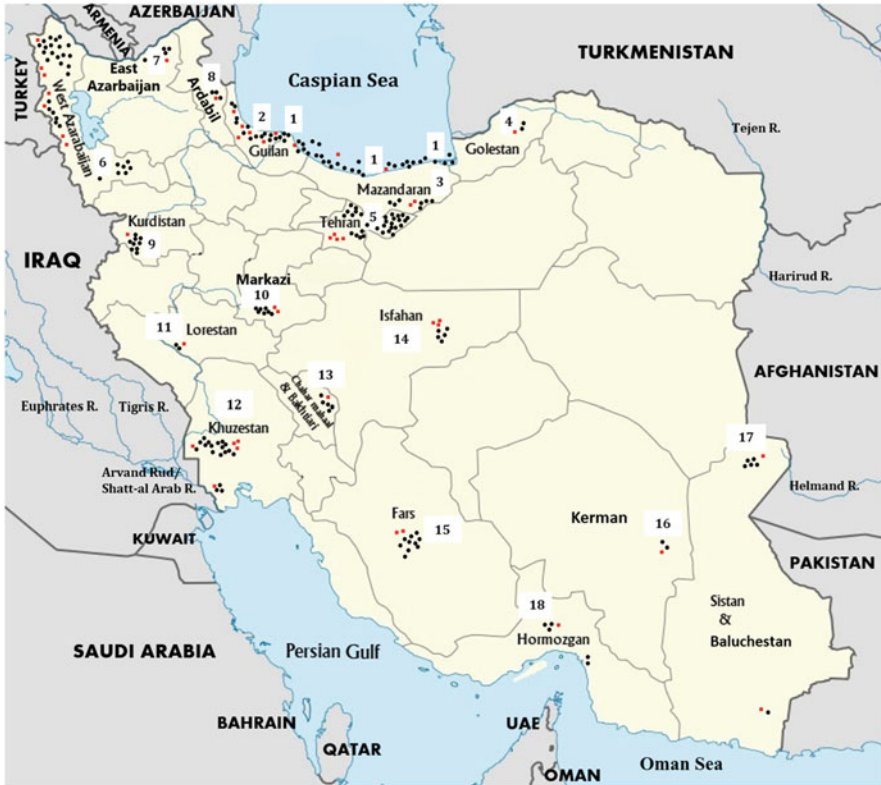 AZERBAIJAN
ARMENIA
TURKEY
7
East
Azarbaijan
8
Ardabil
Caspian Sea
TURKMENISTAN
West Azarabaijan
2
1
Guilan
1
1
4
Golestan
Tejen R.
6
Mazandaran
3
Tehran
5
Kurdistan
9
IRAQ
Markazi
10
Harirud R.
11
Lorestan
Isfahan
14
AFGHANISTAN
13
Chahar mahaal
& Bakhtiari
Euphrates R.
Tigris R.
12
Khuzestan
17
Arvand Rud/
Shatt-al Arab R.
Helmand R.
Fars
15
Kerman
16
KUWAIT
PAKISTAN
18
Hormozgan
Sistan
&
Baluchestan
SAUDI ARABIA
Persian Gulf
BAHRAIN
QATAR
UAE
OMAN
Oman Sea